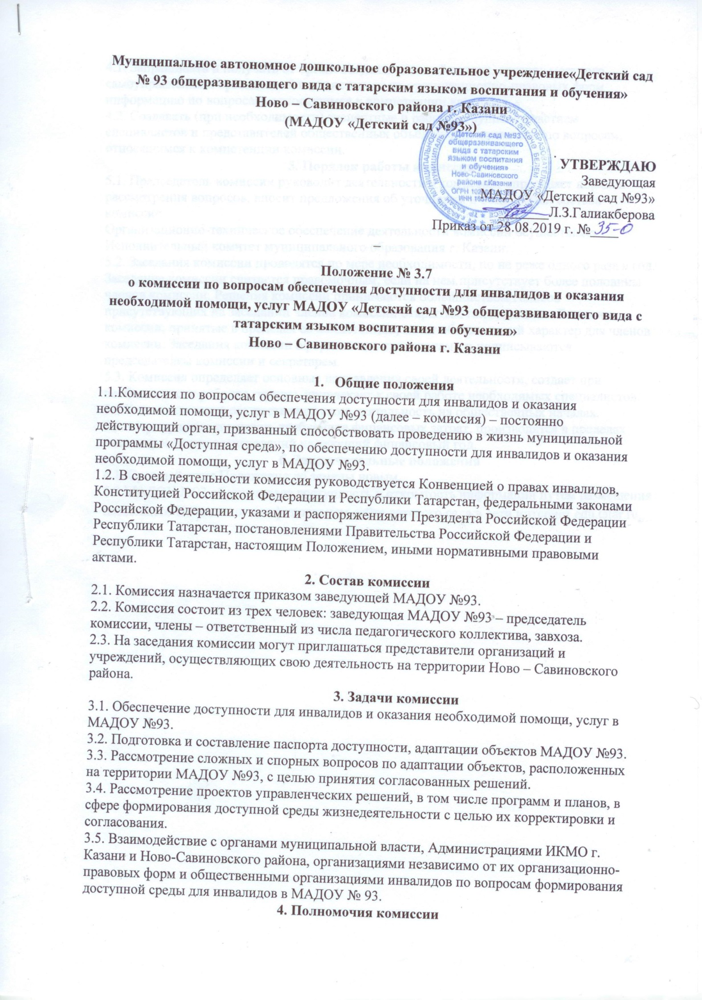 Муниципальное автономное дошкольное образовательное учреждение«Детский сад
№ 93 общеразвивающего вида с татарским языком воспитания и обучения»
Ново – Савиновского района г. Казани
(МАДОУ «Детский сад №93»)
«Детский сад №93
общеразвивающего
вида с татарским
языком воспитания
и обучения»
Ново-Савиновского
района г.Казани
ОГРН
ИНН
УТВЕРЖДАЮ
Заведующая
МАДОУ «Детский сад №93»
Л.З.Галиакберова
Приказ от 28.08.2019 г. № 35-О
Положение № 3.7
о комиссии по вопросам обеспечения доступности для инвалидов и оказания
необходимой помощи, услуг МАДОУ «Детский сад №93 общеразвивающего вида с
татарским языком воспитания и обучения»
Ново – Савиновского района г. Казани
1. Общие положения
1.1.Комиссия по вопросам обеспечения доступности для инвалидов и оказания
необходимой помощи, услуг в МАДОУ №93 (далее – комиссия) – постоянно
действующий орган, призванный способствовать проведению в жизнь муниципальной
программы «Доступная среда», по обеспечению доступности для инвалидов и оказания
необходимой помощи, услуг в МАДОУ №93.
1.2. В своей деятельности комиссия руководствуется Конвенцией о правах инвалидов,
Конституцией Российской Федерации и Республики Татарстан, федеральными законами
Российской Федерации, указами и распоряжениями Президента Российской Федерации
Республики Татарстан, постановлениями Правительства Российской Федерации и
Республики Татарстан, настоящим Положением, иными нормативными правовыми
актами.
2. Состав комиссии
2.1. Комиссия назначается приказом заведующей МАДОУ №93.
2.2. Комиссия состоит из трех человек: заведующая МАДОУ №93 – председатель
комиссии, члены – ответственный из числа педагогического коллектива, завхоза.
2.3. На заседания комиссии могут приглашаться представители организаций и
учреждений, осуществляющих свою деятельность на территории Ново – Савиновского
района.
3. Задачи комиссии
3.1. Обеспечение доступности для инвалидов и оказания необходимой помощи, услуг в
МАДОУ №93.
3.2. Подготовка и составление паспорта доступности, адаптации объектов МАДОУ №93.
3.3. Рассмотрение сложных и спорных вопросов по адаптации объектов, расположенных
на территории МАДОУ №93, с целью принятия согласованных решений.
3.4. Рассмотрение проектов управленческих решений, в том числе программ и планов, в
сфере формирования доступной среды жизнедеятельности с целью их корректировки и
согласования.
3.5. Взаимодействие с органами муниципальной власти, Администрациями ИКМО г.
Казани и Ново-Савиновского района, организациями независимо от их организационно-
правовых форм и общественными организациями инвалидов по вопросам формирования
доступной среды для инвалидов в МАДОУ № 93.
4. Полномочия комиссии